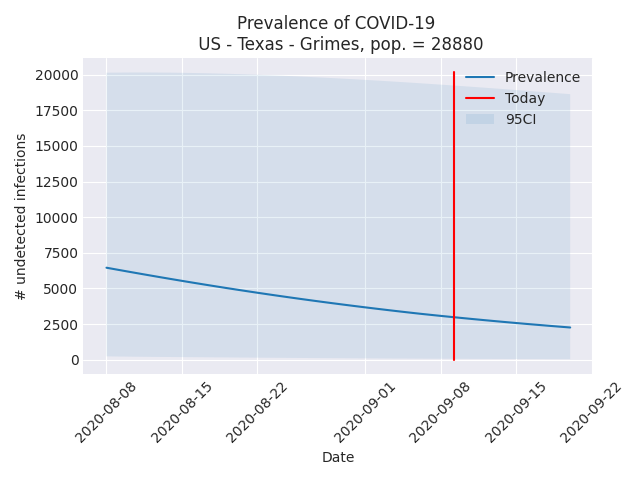 Prevalence of COVID-19
US - Texas - Grimes, pop. = 28880
# undetected infections
20000
17500
15000
12500
10000
7500
5000
2500
0
Prevalence
Today
95CI
2020-08-08
2020-08-15
2020-08-22
2020-09-01
2020-09-08
2020-09-15
2020-09-22
Date